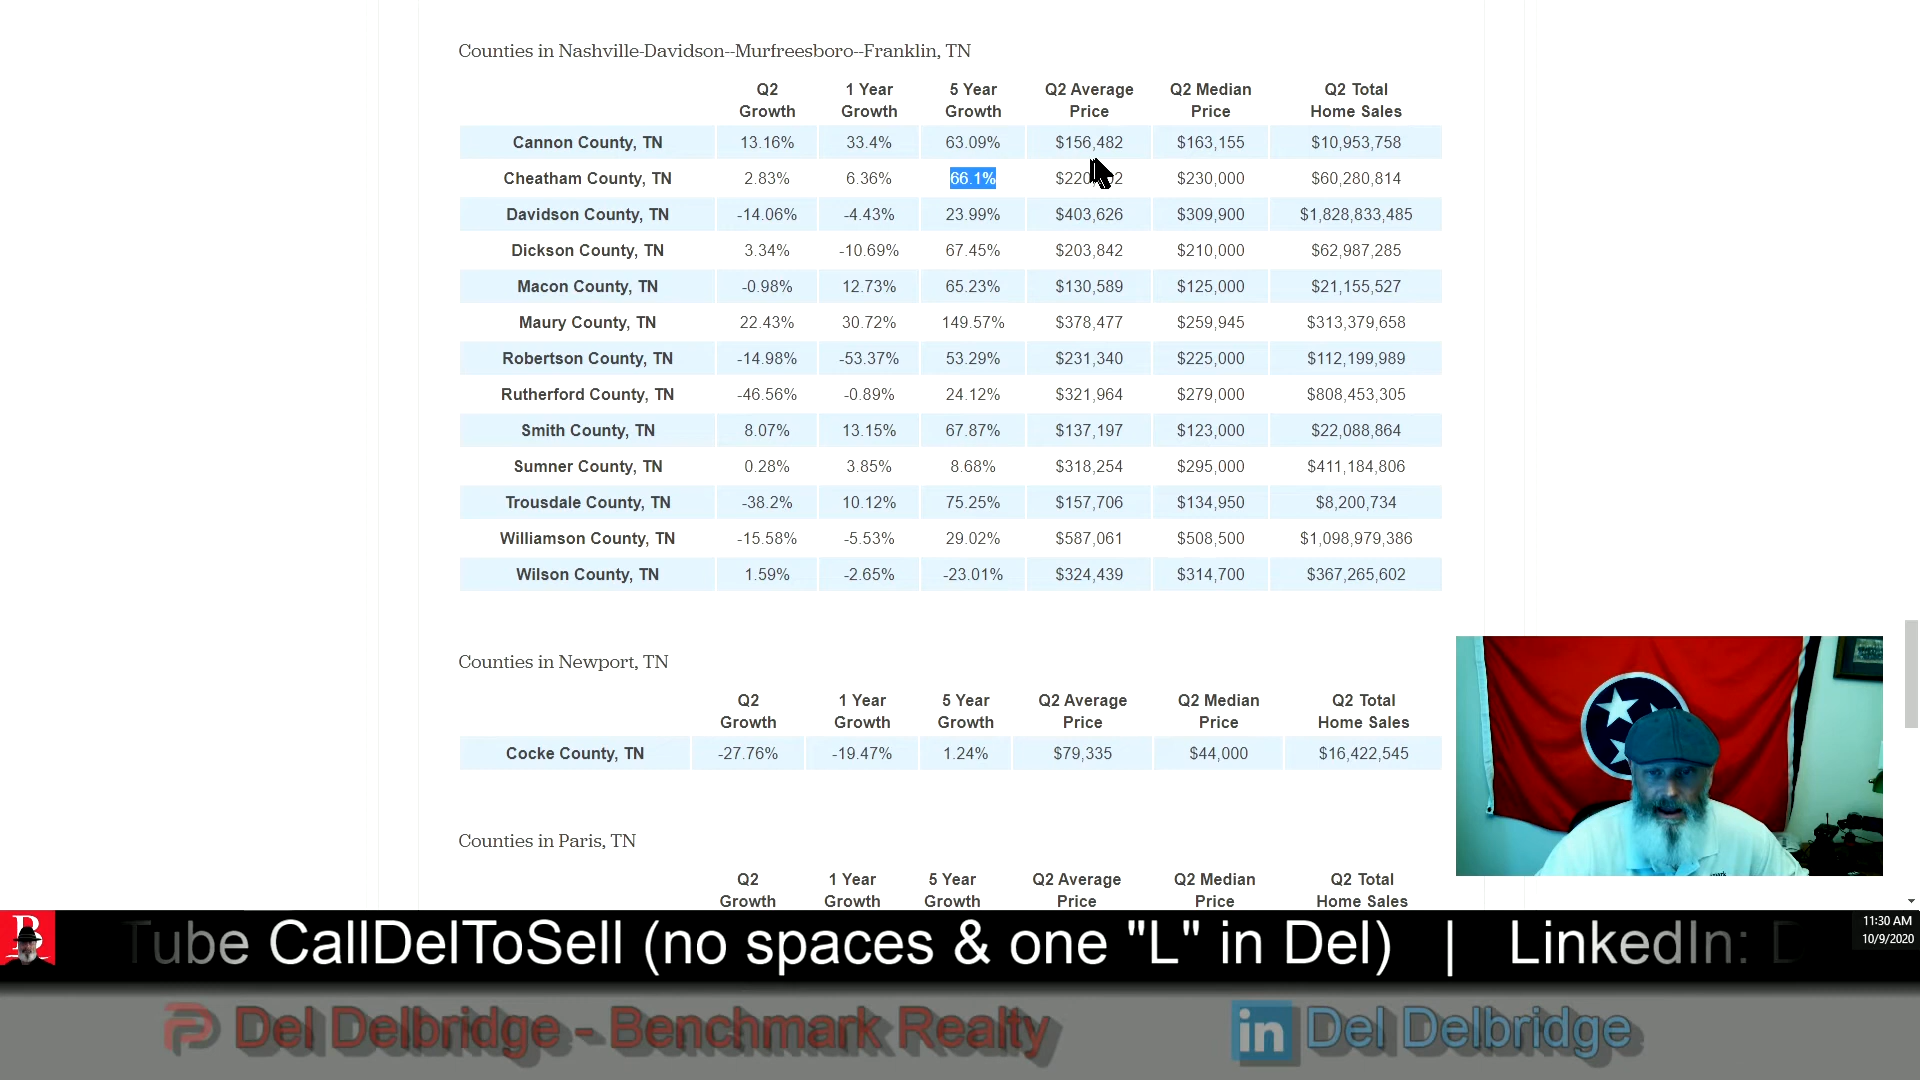 Counties in Nashville-Davidson--Murfreesboro--Franklin, TN
Q2 Growth 1 Year Growth 5 Year Growth Q2 Average Price Q2 Median Price Q2 Total Home Sales
Cannon County, TN 13.16% 33.4% 63.09% $156,482 $163,155 $10,953,758
Cheatham County, TN 2.83% 6.36% 66.1% $230,000 $60,280,814
Davidson County, TN -14.06% -4.43% 23.99% $403,626 $309,900 $1,828,833,485
Dickson County, TN 3.34% -10.69% 67.45% $203,842 $210,000 $62,987,285
Macon County, TN -0.98% 12.73% 65.23% $130,589 $125,000 $21,155,527
Maury County, TN 22.43% 30.72% 149.57% $378,477 $259,945 $313,379,658
Robertson County, TN -14.98% -53.37% 53.29% $231,340 $225,000 $112,199,989
Rutherford County, TN -46.56% -0.89% 24.12% $321,964 $279,000 $808,453,305
Smith County, TN 8.07% 13.15% 67.87% $137,197 $123,000 $22,088,864
Sumner County, TN 0.28% 3.85% 8.68% $318,254 $295,000 $411,184,806
Trousdale County, TN -38.2% 10.12% 75.25% $157,706 $134,950 $8,200,734
Williamson County, TN -15.58% -5.53% 29.02% $587,061 $508,500 $1,098,979,386
Wilson County, TN 1.59% -2.65% -23.01% $324,439 $314,700 $367,265,602
Counties in Newport, TN
Q2 Growth 1 Year Growth 5 Year Growth Q2 Average Price Q2 Median Price Q2 Total Home Sales
Cocke County, TN -27.76% -19.47% 1.24% $79,335 $44,000 $16,422,545
Counties in Paris, TN
Q2 Growth 1 Year Growth 5 Year Growth Q2 Average Price Q2 Median Price Q2 Total Home Sales
Tube CallDelToSell (no spaces & one "L" in Del) | LinkedIn: D
11:30 AM
10/9/2020
Del Delbridge - Benchmark Realty
in Del Delbridge